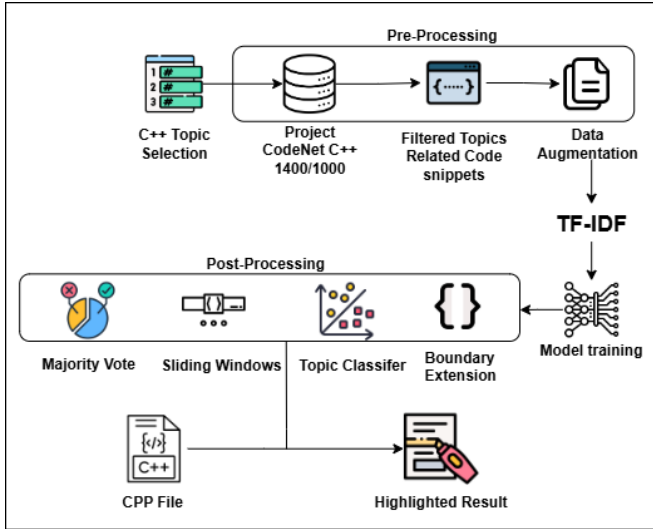 Pre-Processing
1 #
2 #
3 #
{·····}
C++ Topic
Selection
Project
CodeNet C++
1400/1000
Filtered Topics
Related Code
snippets
Data
Augmentation
TF-IDF
Post-Processing
{ }
{}
Majority Vote
Sliding Windows
Topic Classifer
Boundary
Extension
Model training
{</>}
C++
CPP File
Highlighted Result